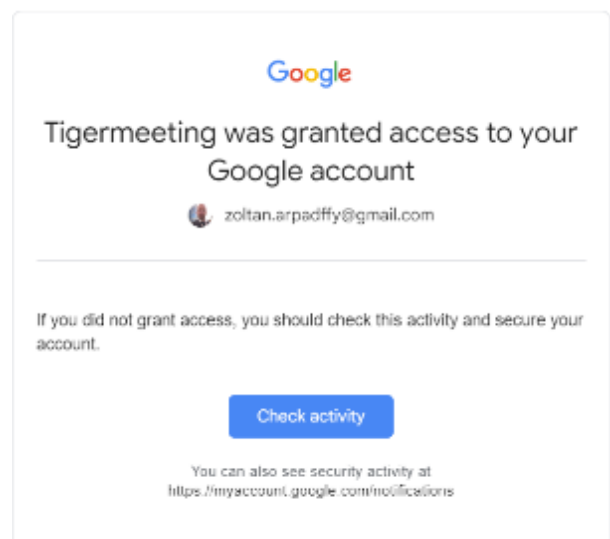 Google
Tigermeeting was granted access to your
Google account
zoltan.arpadffy@gmail.com
If you did not grant access, you should check this activity and secure your
account.
Check activity
You can also see security activity at
https://myaccount.google.com/notifications